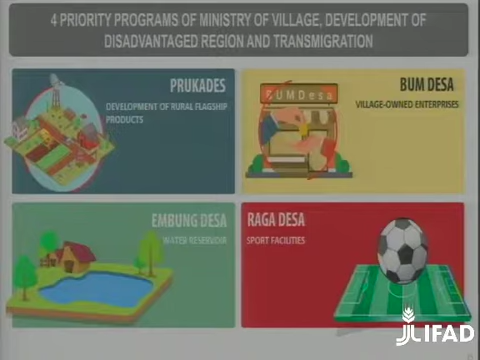 4 PRIORITY PROGRAMS OF MINISTRY OF VILLAGE, DEVELOPMENT OF
DISADVANTAGED REGION AND TRANSMIGRATION
PRUKADES
DEVELOPMENT OF RURAL FLAGSHIP
PRODUCTS
BUM DESA
VILLAGE-OWNED ENTERPRISES
BUMDesa
EMBUNG DESA
WATER RESERVOIR
RAGA DESA
SPORT FACILITIES
JLIFAD